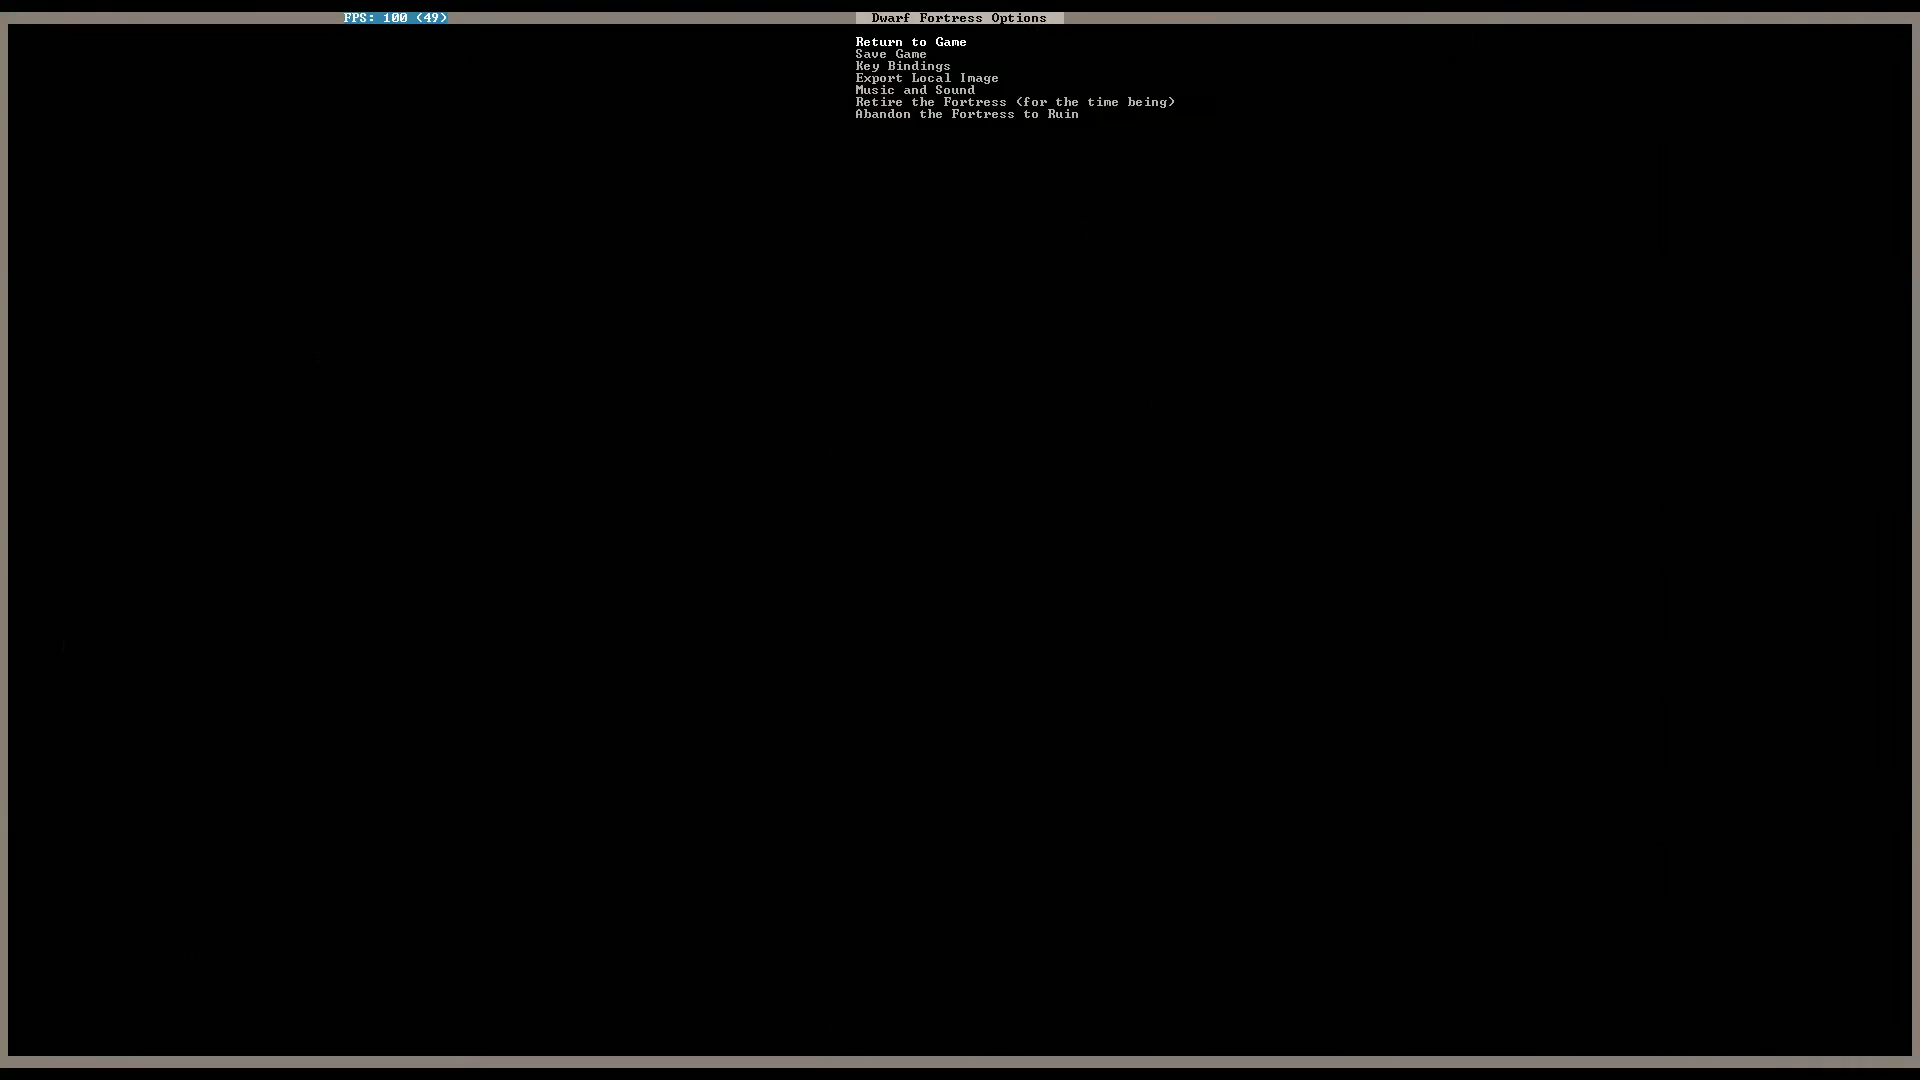 FPS: 100 (49)
Dwarf Fortress Options
Return to Game
Save Game
Key Bindings
Export Local Image
Music and Sound
Retire the Fortress (for the time being)
Abandon the Fortress to Ruin